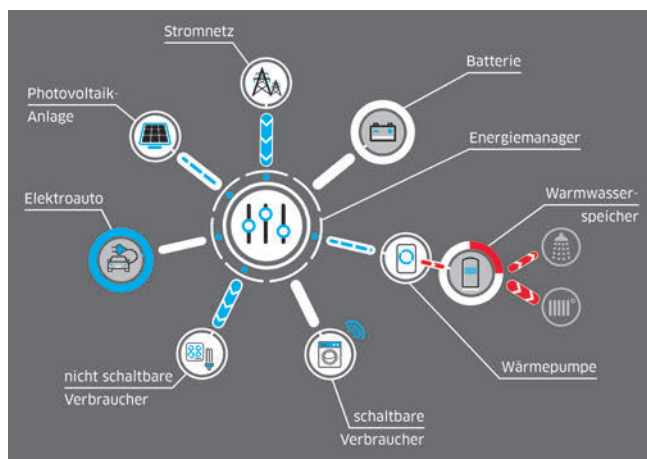 Stromnetz
Batterie
Photovoltaik-
Anlage
Energiemanager
Elektroauto
Warmwasser-
speicher
Wärmepumpe
nicht schaltbare
Verbraucher
schaltbare
Verbraucher